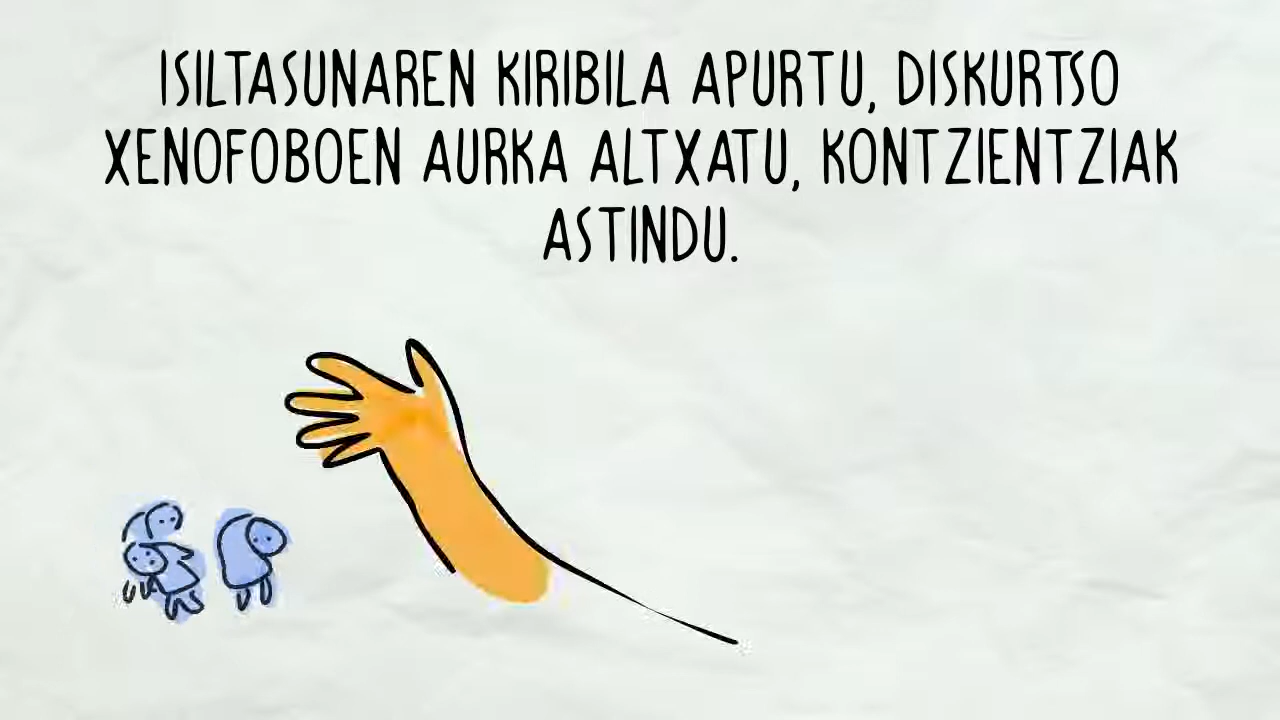 ISILTASUNAREN KIRIBILA APURTU, DISKURTSO
XENOFOBOEN AURKA ALTXATU, KONTZIENTZIAK
ASTINDU.